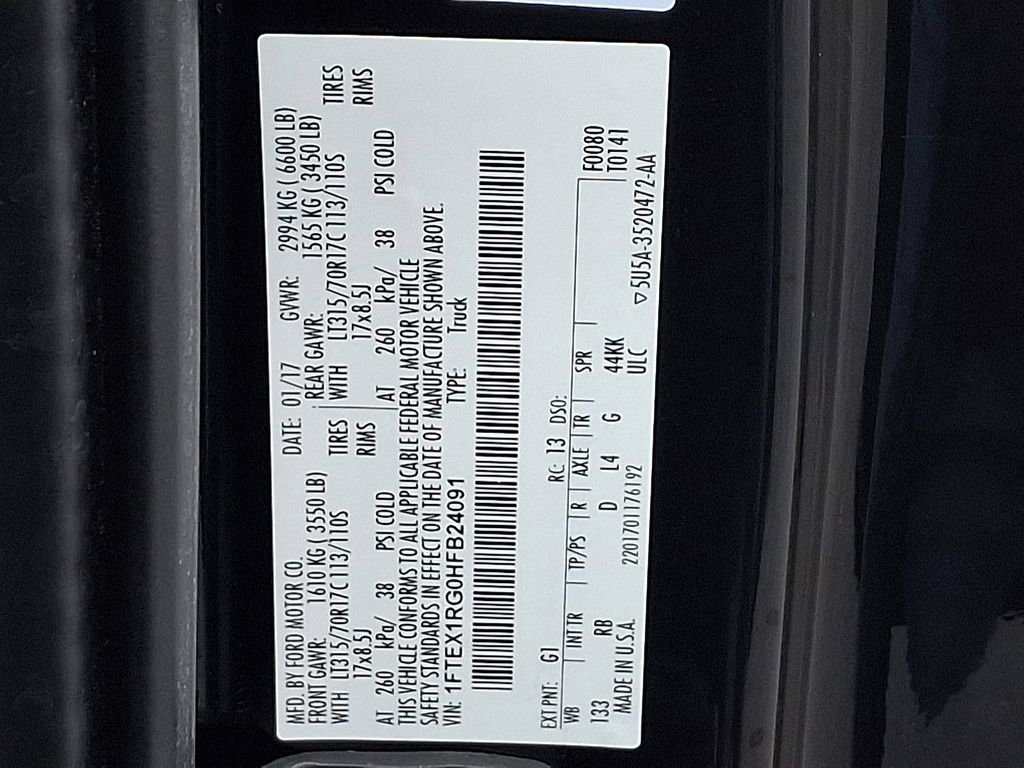 MFD. BY FORD MOTOR CO. DATE: 01/17 GVWR: 2994 KG ( 6600 LB)
FRONT GAWR: 1610 KG ( 3550 LB) REAR GAWR: 1565 KG ( 3450 LB)
WITH LT315/70R17C 113/110S TIRES WITH LT315/70R17C 113/110S TIRES
17x8.5J RIMS 17x8.5J RIMS
AT 260 kPa/ 38 PSI COLD AT 260 kPa/ 38 PSI COLD
THIS VEHICLE CONFORMS TO ALL APPLICABLE FEDERAL MOTOR VEHICLE
SAFETY STANDARDS IN EFFECT ON THE DATE OF MANUFACTURE SHOWN ABOVE.
VIN: 1FTEX1RG0HFB24091 TYPE: Truck
EXT PNT: G1 RC: 13 DSO:
WB INT TR TP/PS R AXLE TR SPR F0080
133 RB D L4 G 44KK T0141
MADE IN U.S.A. 2201701176192 ULC ▽5U5A-3520472-AA